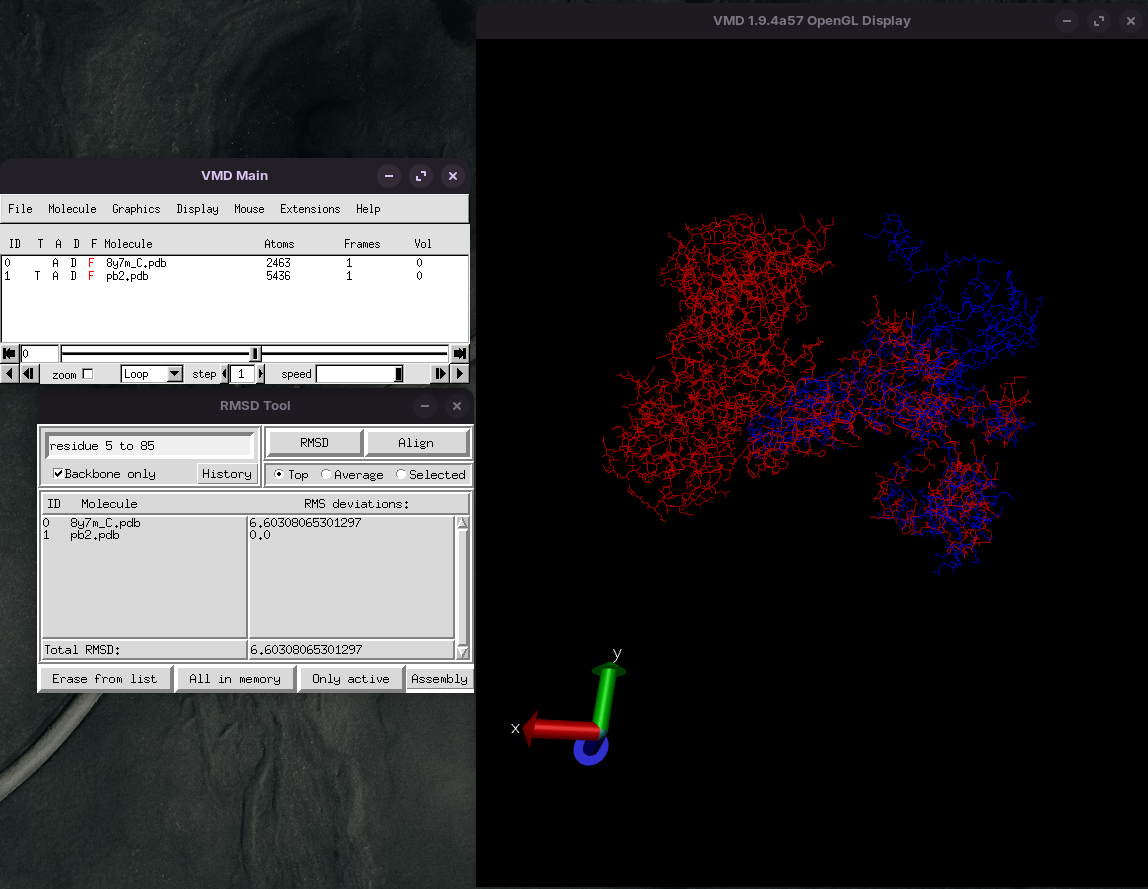 VMD 1.9.4a57 OpenGL Display
VMD Main
File Molecule Graphics Display Mouse Extensions Help
ID T A D F Molecule Atoms Frames Vol
0 A D F 8y7m_C.pdb 2463 1 0
1 T A D F pb2.pdb 5436 1 0
0
zoom Loop step 1 speed
RMSD Tool
residue 5 to 85
RMSD Align
Backbone only History Top Average Selected
ID Molecule RMS deviations:
0 8y7m_C.pdb 6.60308065301297
1 pb2.pdb 0.0
Total RMSD: 6.60308065301297
Erase from list All in memory Only active Assembly
y
x